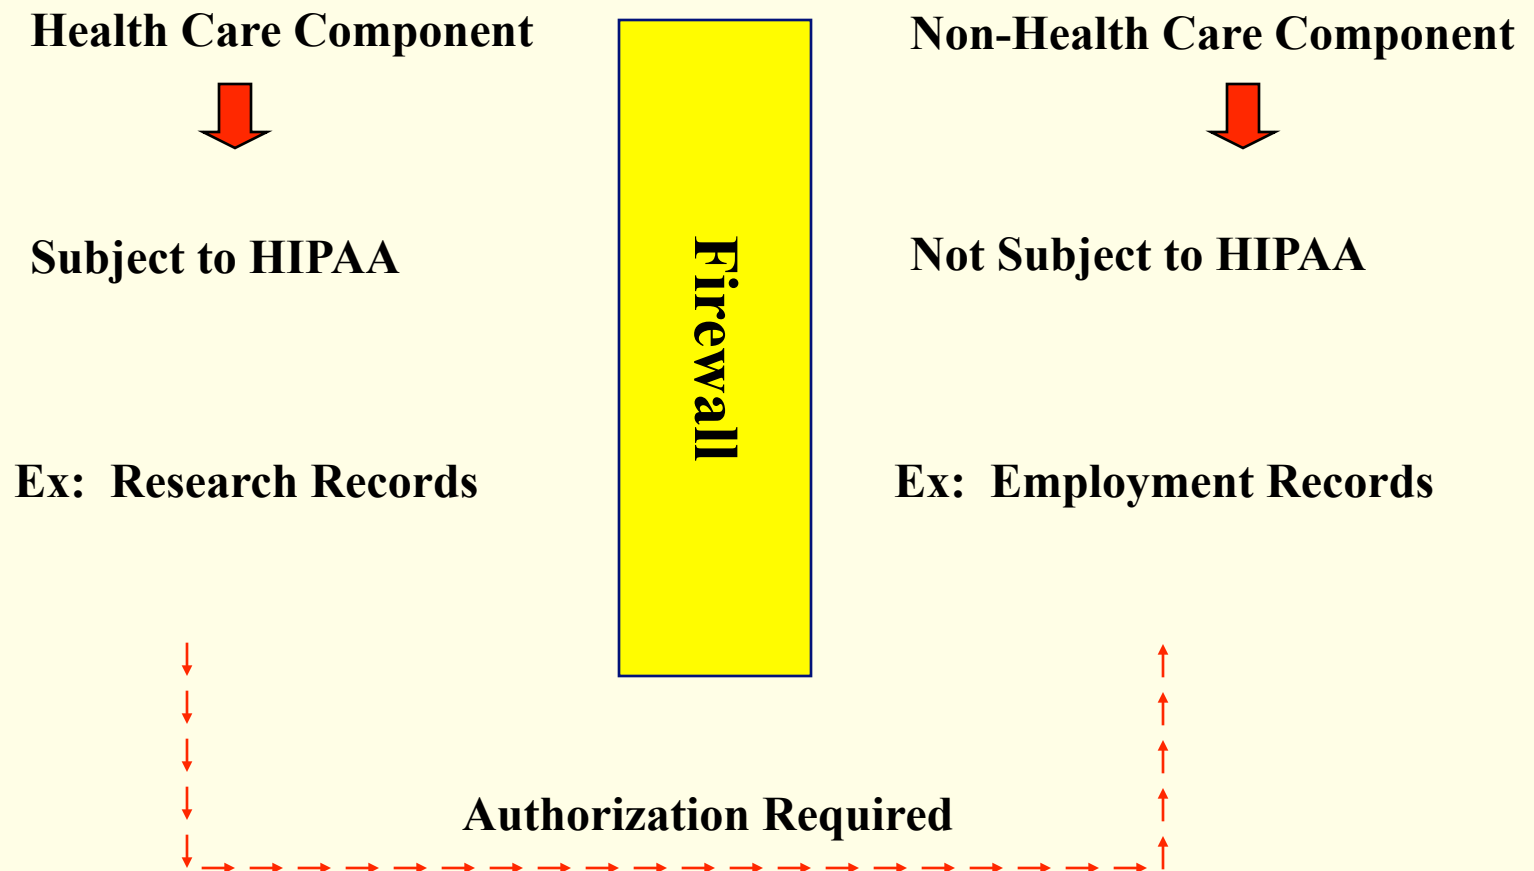 Health Care Component
Non-Health Care Component
Subject to HIPAA
Not Subject to HIPAA
Firewall
Ex: Research Records
Ex: Employment Records
Authorization Required